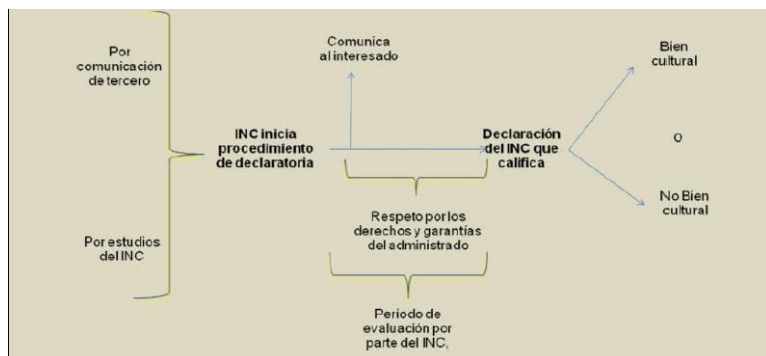 Por
comunicación
de tercero
Por estudios
del INC
INC inicia
procedimiento
de declaratoria
Comunica
al interesado
Declaración
del INC que
califica
Respeto por los
derechos y garantías
del administrado
Período de
evaluación por
parte del INC,
Bien
cultural
O
No Bien
cultural